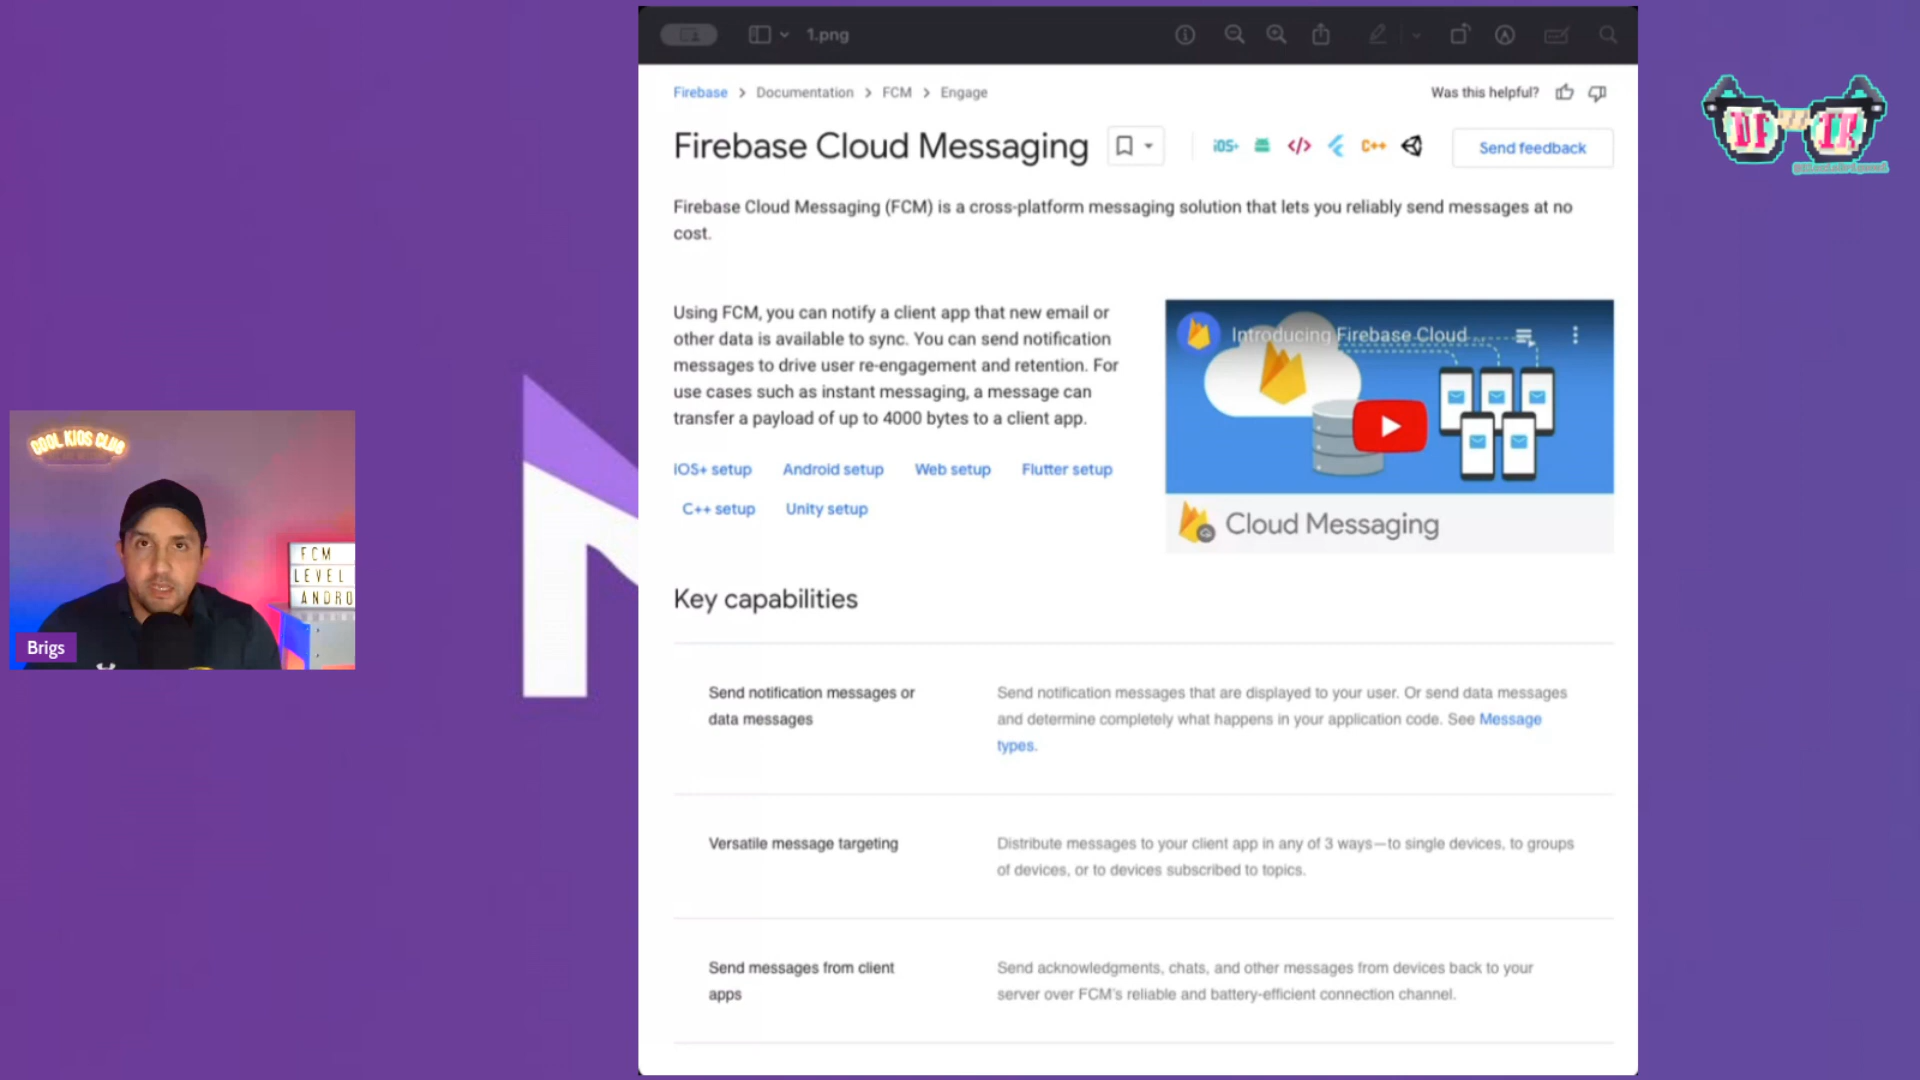 1.png
Firebase > Documentation > FCM > Engage
Was this helpful?
Firebase Cloud Messaging
iOS+
</>
C++
Send feedback
Firebase Cloud Messaging (FCM) is a cross-platform messaging solution that lets you reliably send messages at no
cost.
Using FCM, you can notify a client app that new email or
other data is available to sync. You can send notification
messages to drive user re-engagement and retention. For
use cases such as instant messaging, a message can
transfer a payload of up to 4000 bytes to a client app.
iOS+ setup Android setup Web setup Flutter setup
C++ setup Unity setup
Introducing Firebase Cloud...
Cloud Messaging
Key capabilities
Send notification messages or
data messages
Send notification messages that are displayed to your user. Or send data messages
and determine completely what happens in your application code. See Message
types.
Versatile message targeting
Distribute messages to your client app in any of 3 ways—to single devices, to groups
of devices, or to devices subscribed to topics.
Send messages from client
apps
Send acknowledgments, chats, and other messages from devices back to your
server over FCM's reliable and battery-efficient connection channel.
COOL KIDS CLUB
FCM
LEVEL
ANDRO
Brigs